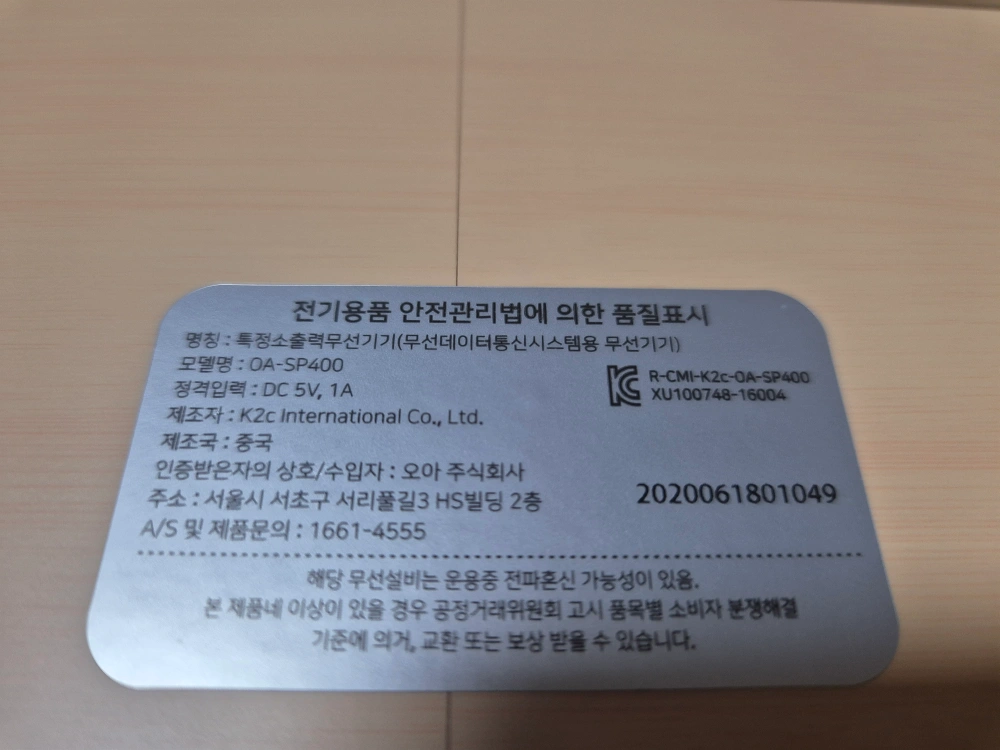 전기용품 안전관리법에 의한 품질표시
명칭 : 특정소출력무선기기(무선데이터통신시스템용 무선기기)
모델명 : OA-SP400
정격입력 : DC 5V, 1A
제조자 : K2c International Co., Ltd.
제조국 : 중국
인증받은자의 상호/수입자 : 오아 주식회사
주소 : 서울시 서초구 서리풀길3 HS빌딩 2층
A/S 및 제품문의 : 1661-4555
R-CMI-K2c-OA-SP400
XU100748-16004
2020061801049
해당 무선설비는 운용중 전파혼신 가능성이 있음.
본 제품네 이상이 있을 경우 공정거래위원회 고시 품목별 소비자 분쟁해결
기준에 의거, 교환 또는 보상 받을 수 있습니다.